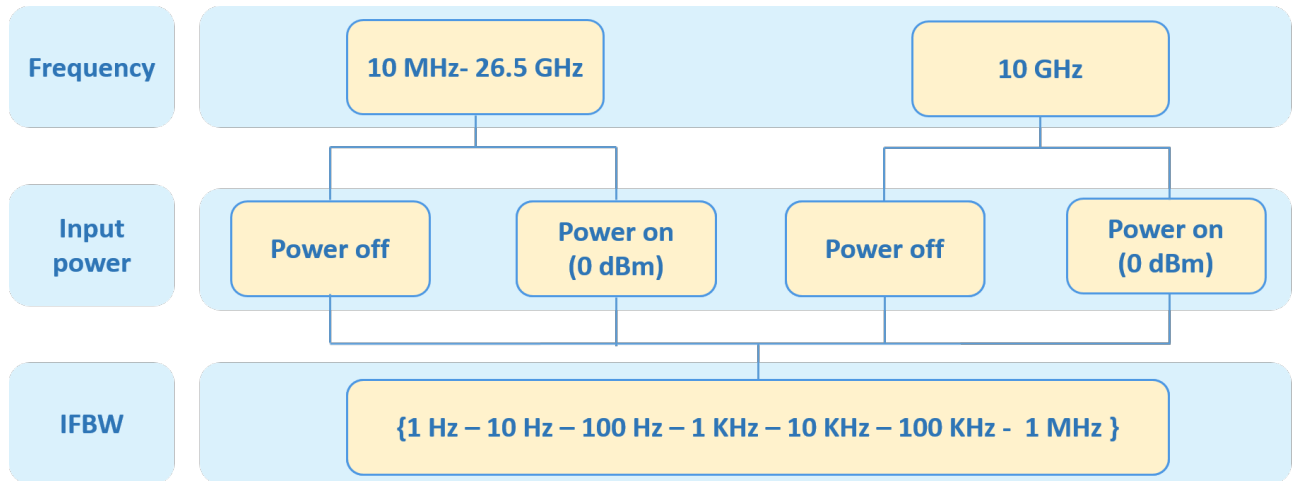 Frequency
10 MHz- 26.5 GHz
10 GHz
Input
power
Power off
Power on
(0 dBm)
Power off
Power on
(0 dBm)
IFBW
{1 Hz – 10 Hz – 100 Hz – 1 KHz – 10 KHz – 100 KHz - 1 MHz }